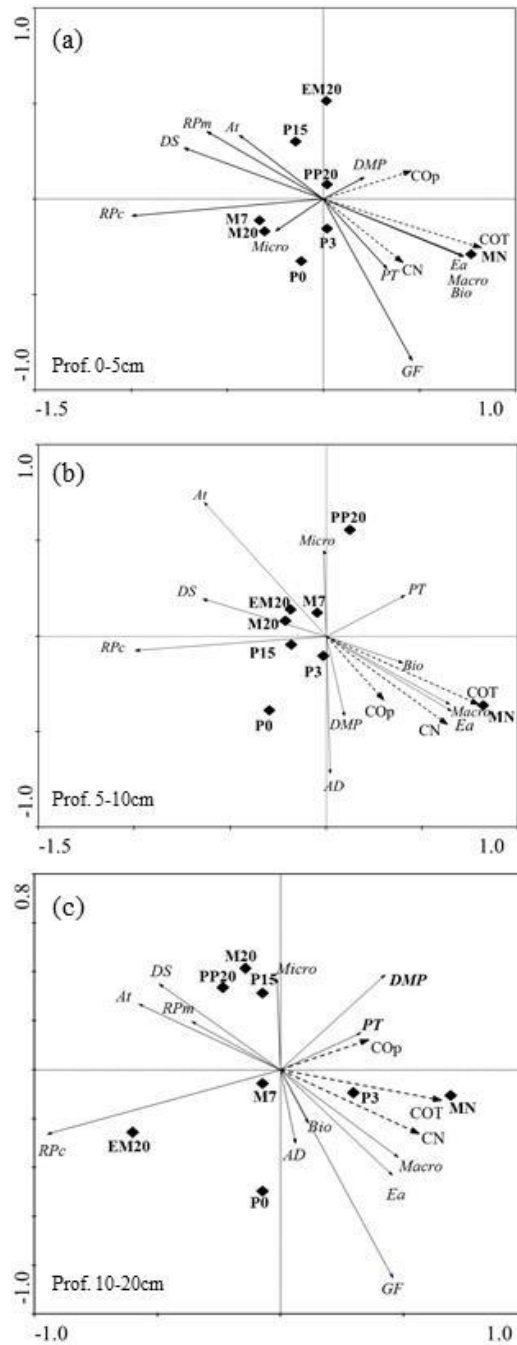 1.0
(a)
EM20
RPm
At
P15
DS
DMP
PP20
COp
RPc
M7
M20
Micro
P3
COT
Ea
MN
PT
CN
Macro
P0
Bio
GF
-1.0
Prof. 0-5cm
-1.5
1.0
1.0
(b)
At
PP20
Micro
DS
EM20
M7
PT
M20
RPc
P15
P3
Bio
COT
COp
Macro
MN
P0
DMP
CN
Ea
AD
-1.0
Prof. 5-10cm
-1.5
1.0
0.8
(c)
M20
DS
PP20
P15
Micro
DMP
At
RPm
PT
COp
M7
P3
COT
MN
Bio
CN
RPc
EM20
AD
Macro
Ea
P0
GF
-1.0
Prof. 10-20cm
-1.0
1.0